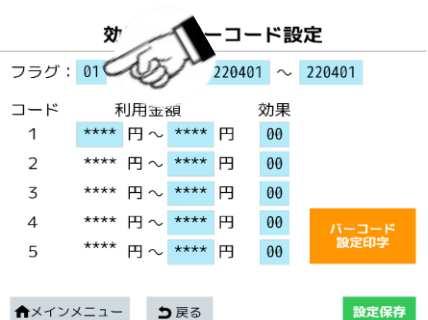 効 ーコード設定
フラグ： 01 220401 ～ 220401
コード 利用金額 効果
1 **** 円～ **** 円 00
2 **** 円～ **** 円 00
3 **** 円～ **** 円 00
4 **** 円～ **** 円 00
5 **** 円～ **** 円 00
バーコード
設定印字
メインメニュー 戻る 設定保存